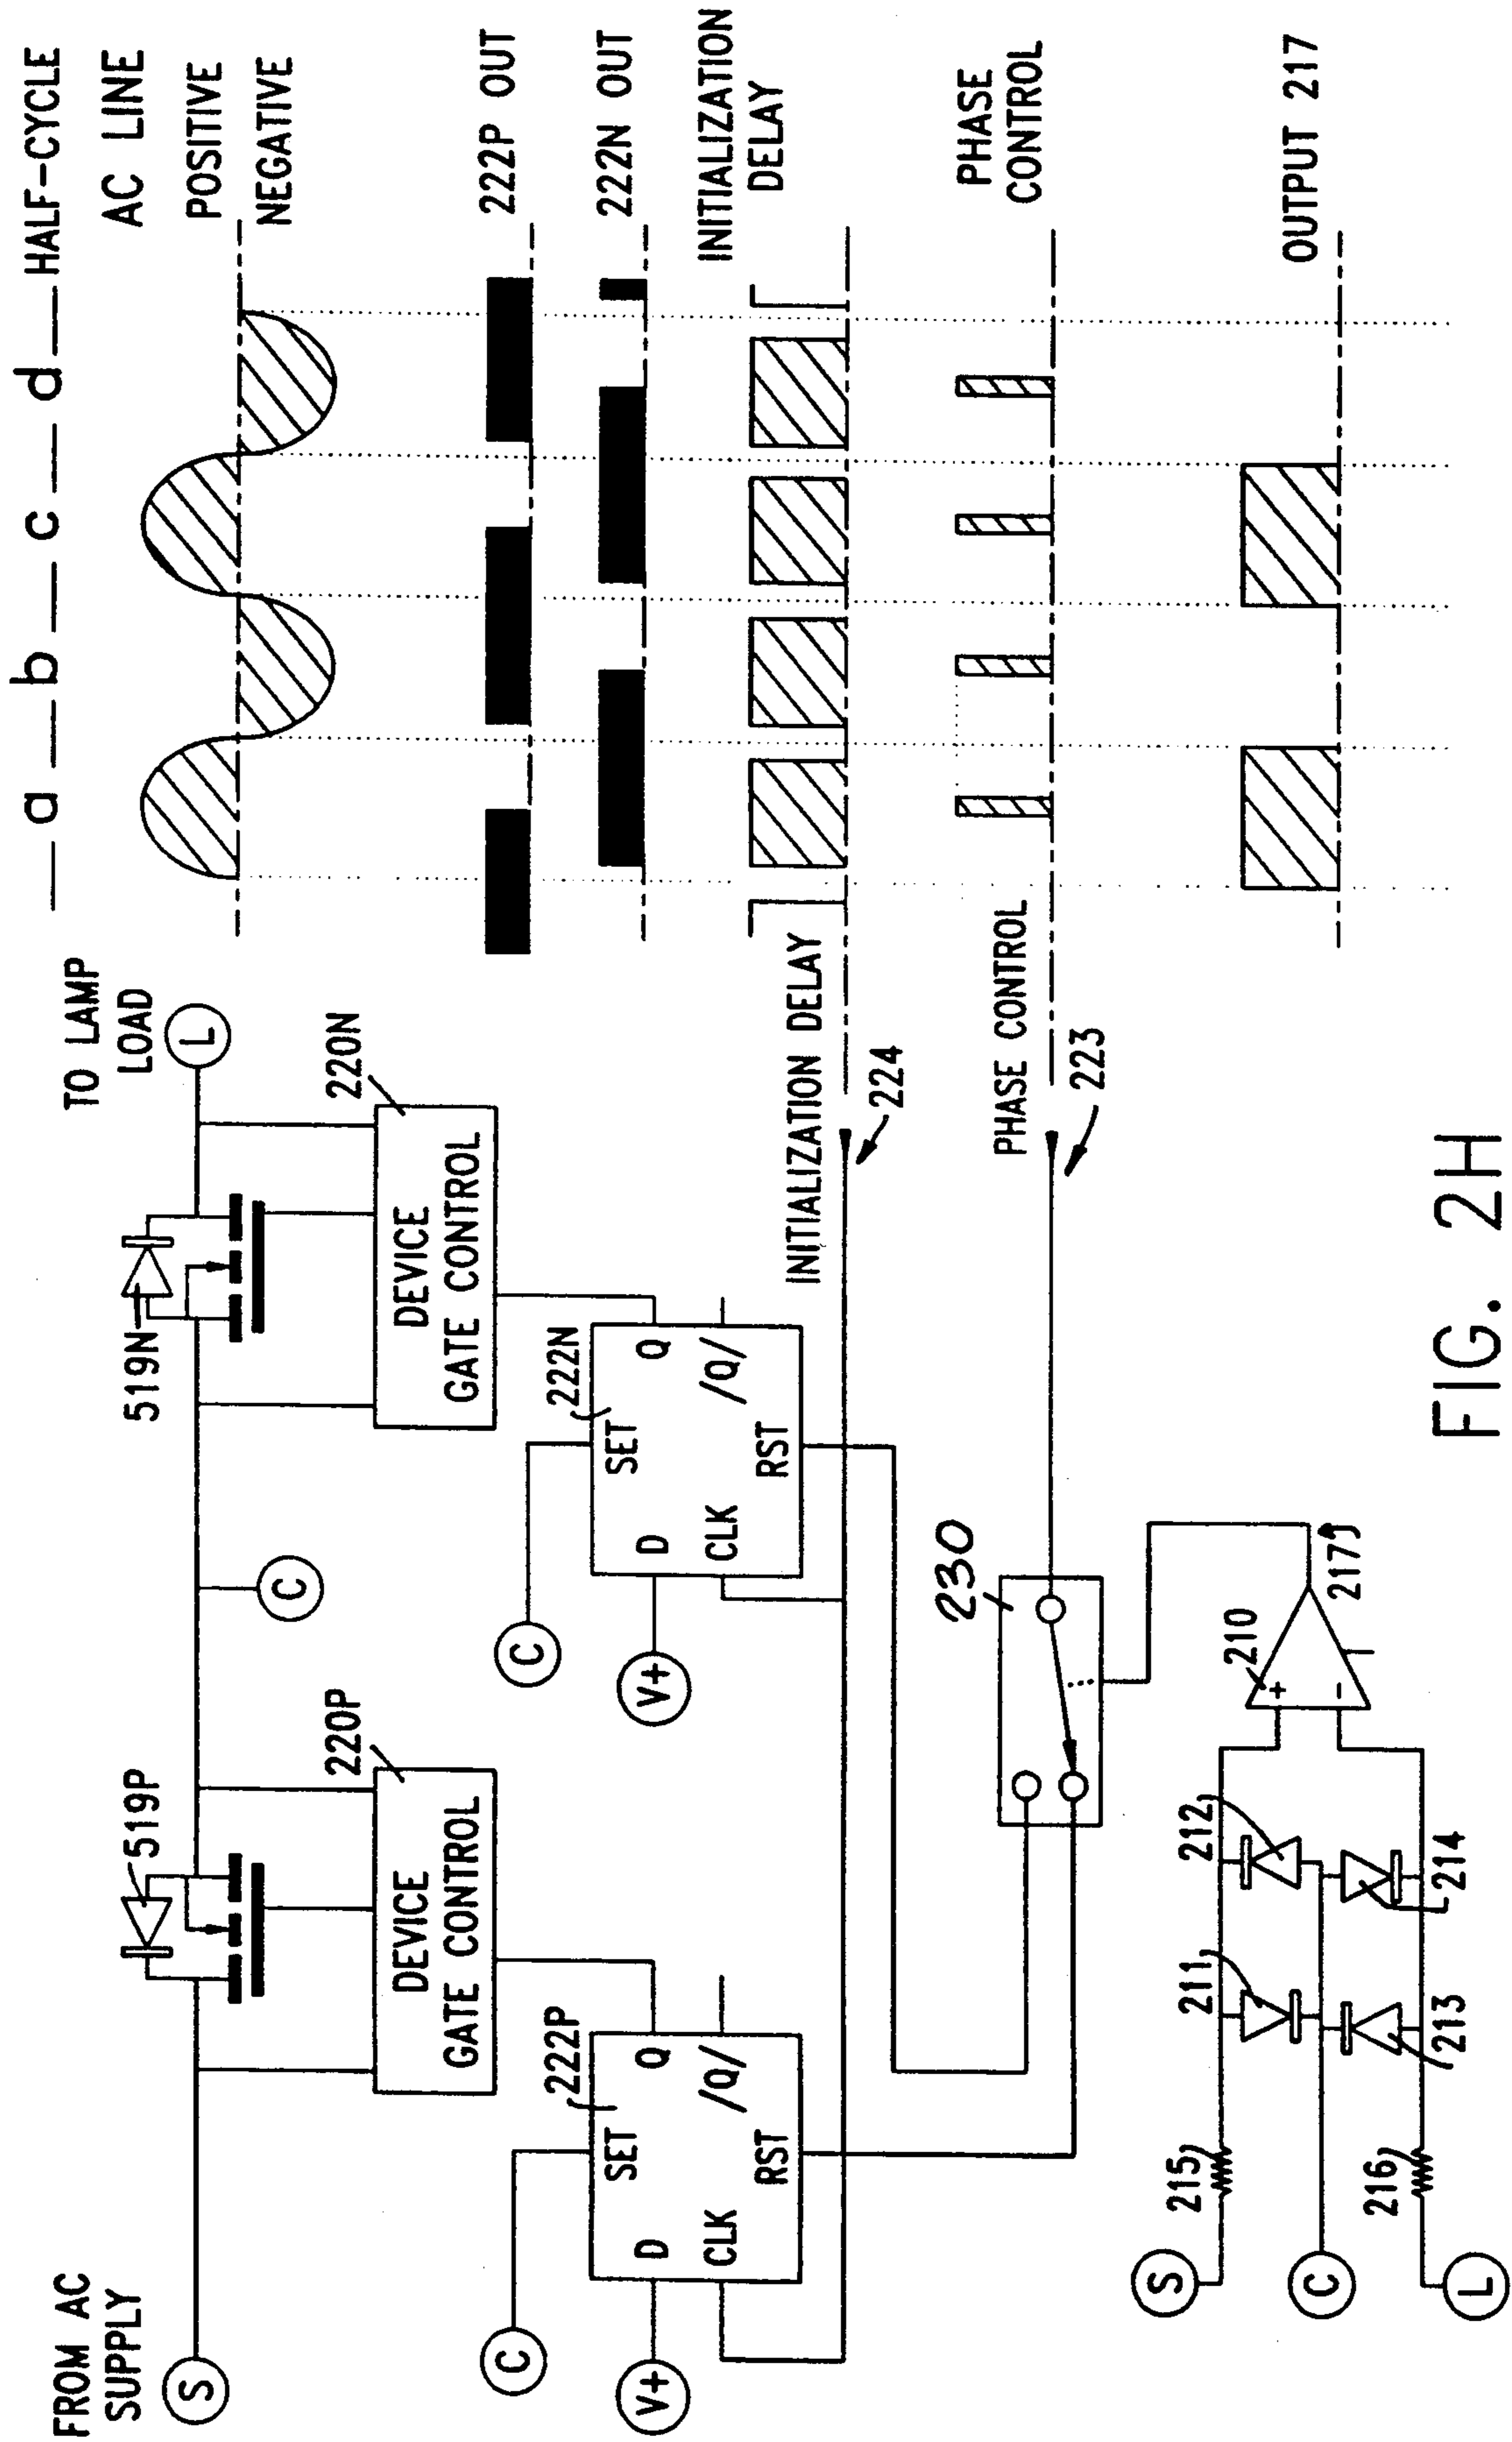 FROM AC
SUPPLY
S
519P
220P
DEVICE
GATE CONTROL
C
519N
TO LAMP
LOAD
L
220N
DEVICE
GATE CONTROL
C
V+
222P
SET
D
Q
CLK
/Q/
RST
C
V+
222N
SET
D
Q
CLK
/Q/
RST
INITIALIZATION DELAY
224
PHASE CONTROL
223
230
S
215
211
212
210
+
−
217
C
L
216
213
214
a b c d HALF-CYCLE
AC LINE
POSITIVE
NEGATIVE
222P OUT
222N OUT
INITIALIZATION
DELAY
PHASE
CONTROL
OUTPUT 217
FIG. 2H